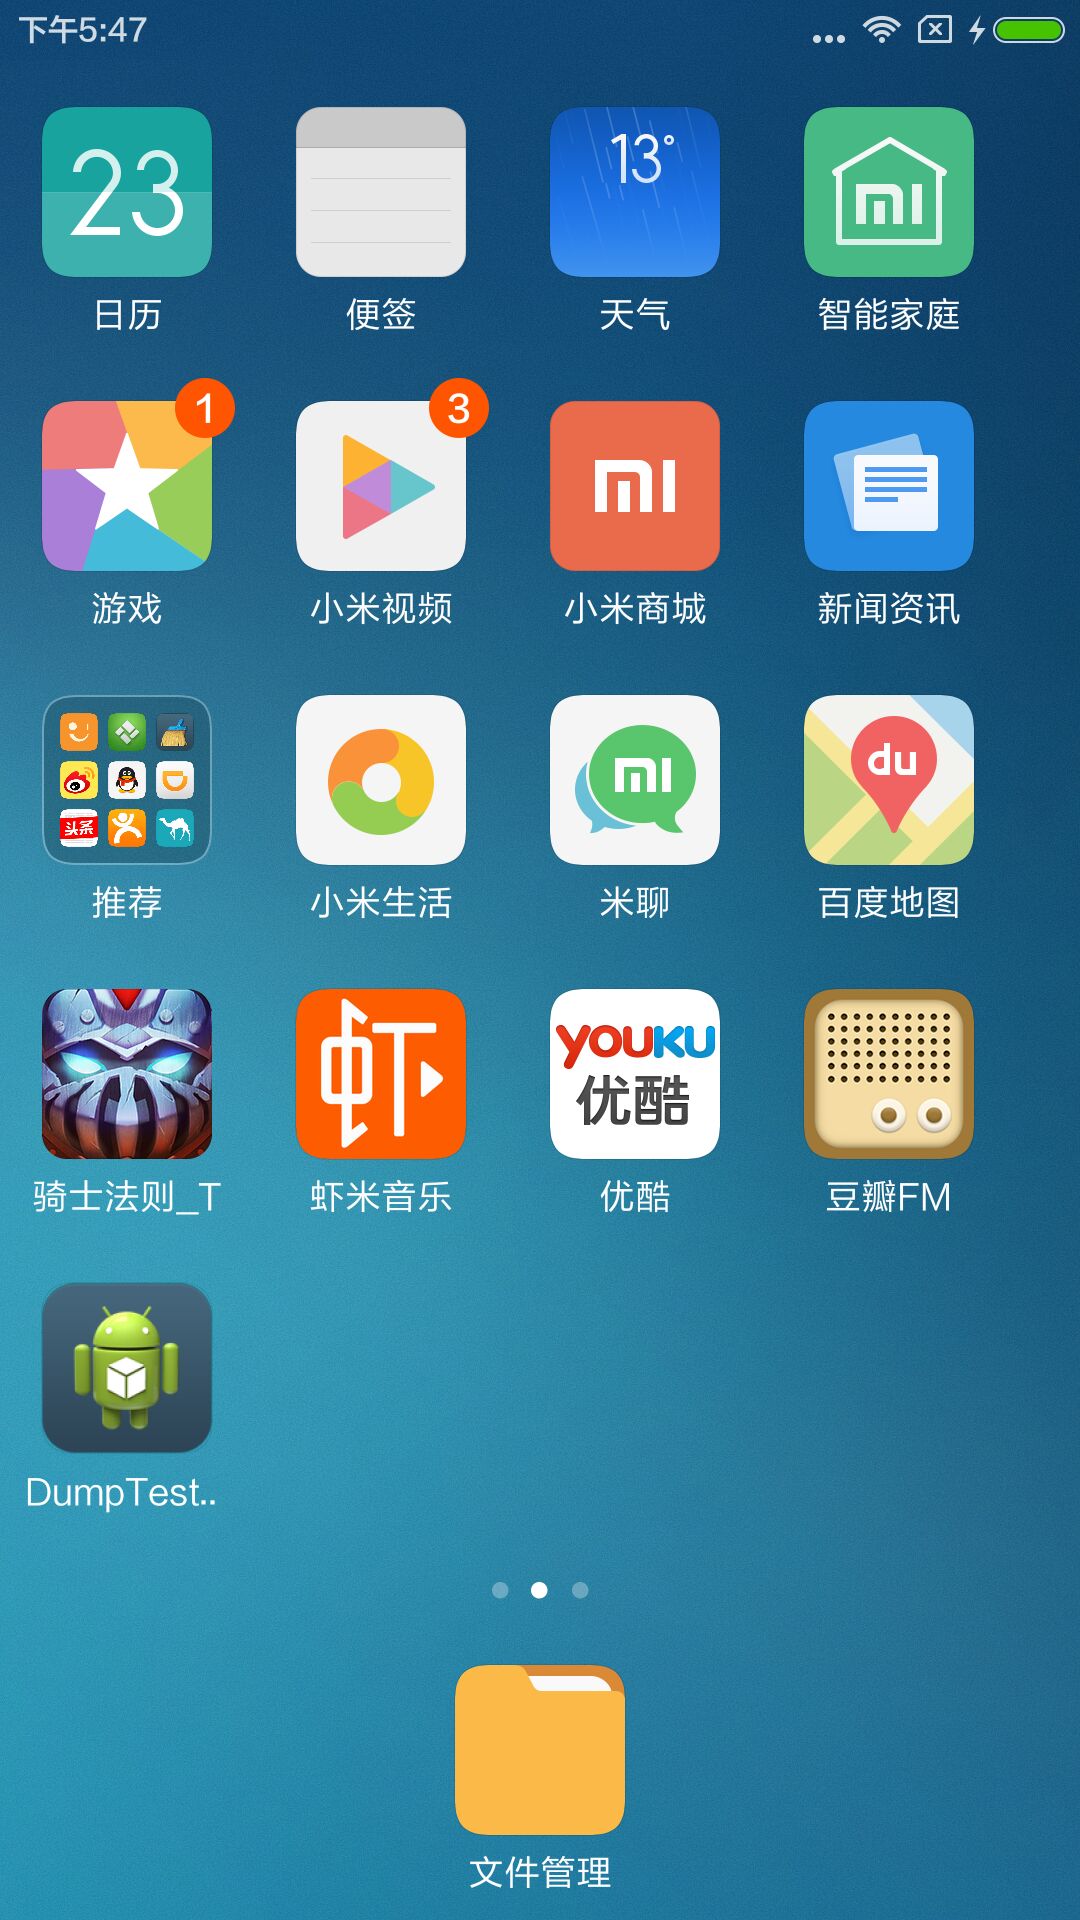 下午5:47
23
13°
日历
便签
天气
智能家庭
1
3
游戏
小米视频
小米商城
新闻资讯
头条
du
推荐
小米生活
米聊
百度地图
虾
YOUKU
优酷
骑士法则_T
虾米音乐
优酷
豆瓣FM
DumpTest..
文件管理